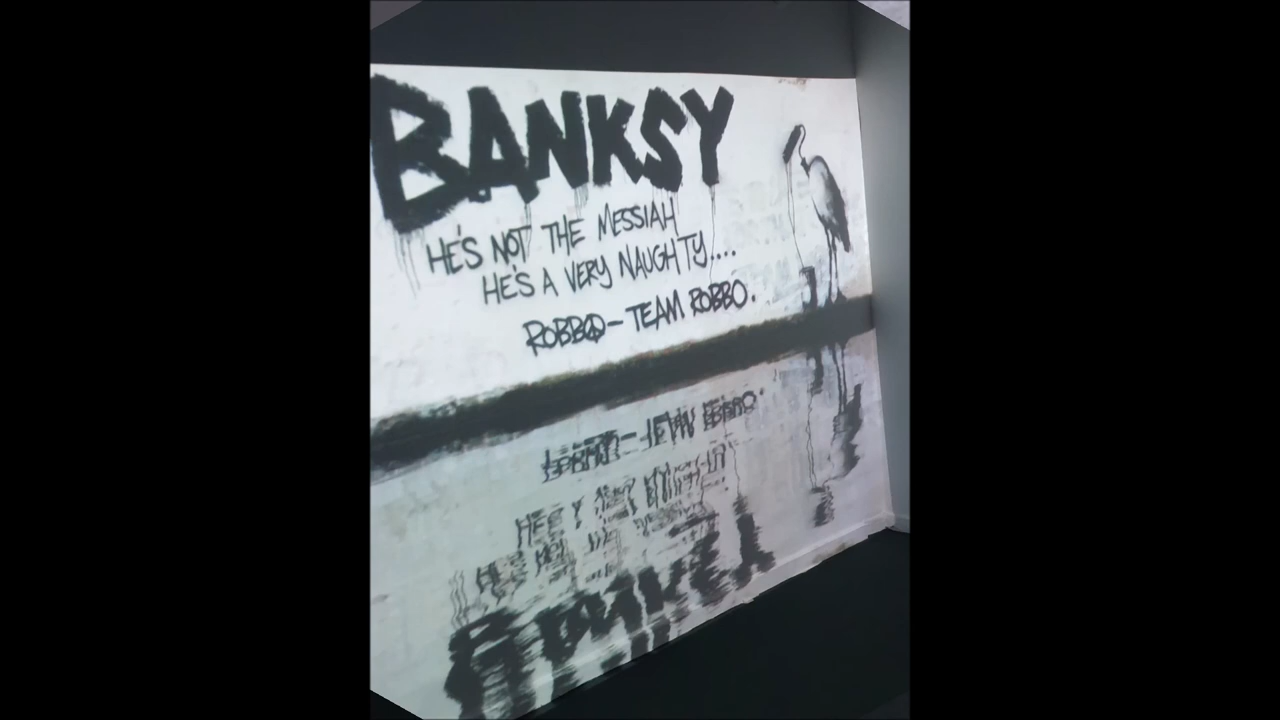 BANKSY
HE'S NOT THE MESSIAH
HE'S A VERY NAUGHTY....
ROBBO – TEAM ROBBO.